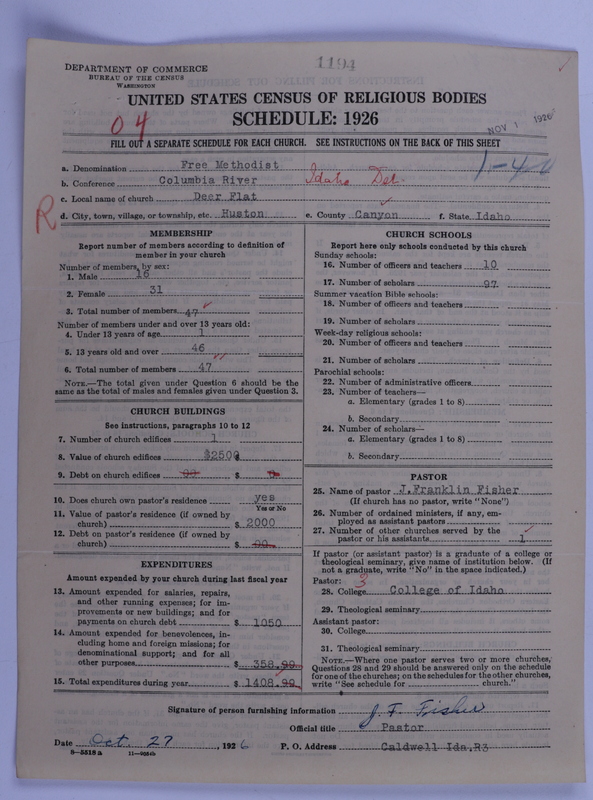 1194
DEPARTMENT OF COMMERCE
BUREAU OF THE CENSUS
WASHINGTON
UNITED STATES CENSUS OF RELIGIOUS BODIES
SCHEDULE: 1926
04
NOV 1 1926
FILL OUT A SEPARATE SCHEDULE FOR EACH CHURCH. SEE INSTRUCTIONS ON THE BACK OF THIS SHEET
a. Denomination Free Methodist
b. Conference Columbia River Idaho Dst.
c. Local name of church Deer Flat
R
d. City, town, village, or township, etc. Huston e. County Canyon f. State Idaho
MEMBERSHIP
Report number of members according to definition of
member in your church
Number of members, by sex:
1. Male 16
2. Female 31
3. Total number of members 47
Number of members under and over 13 years old:
4. Under 13 years of age 1
5. 13 years old and over 46
6. Total number of members 47
NOTE.—The total given under Question 6 should be the
same as the total of males and females given under Question 3.
CHURCH BUILDINGS
See instructions, paragraphs 10 to 12
7. Number of church edifices 1
8. Value of church edifices $2500
9. Debt on church edifices 00 $
10. Does church own pastor's residence yes
Yes or No
11. Value of pastor's residence (if owned by
church) $ 2000
12. Debt on pastor's residence (if owned by
church) $ 00
EXPENDITURES
Amount expended by your church during last fiscal year
13. Amount expended for salaries, repairs,
and other running expenses; for im-
provements or new buildings; and for
payments on church debt $ 1050
14. Amount expended for benevolences, in-
cluding home and foreign missions; for
denominational support; and for all
other purposes $ 358.99
15. Total expenditures during year $ 1408.99
CHURCH SCHOOLS
Report here only schools conducted by this church
Sunday schools:
16. Number of officers and teachers 10
17. Number of scholars 97
Summer vacation Bible schools:
18. Number of officers and teachers
19. Number of scholars
Week-day religious schools:
20. Number of officers and teachers
21. Number of scholars
Parochial schools:
22. Number of administrative officers
23. Number of teachers—
a. Elementary (grades 1 to 8)
b. Secondary
24. Number of scholars—
a. Elementary (grades 1 to 8)
b. Secondary
PASTOR
25. Name of pastor J.Franklin Fisher
(If church has no pastor, write "None")
26. Number of ordained ministers, if any, em-
ployed as assistant pastors
27. Number of other churches served by the
pastor or his assistants 1
If pastor (or assistant pastor) is a graduate of a college or
theological seminary, give name of institution below. (If
not a graduate, write "No" in the space indicated.)
Pastor: 3
28. College College of Idaho
29. Theological seminary
Assistant pastor:
30. College
31. Theological seminary
NOTE.—Where one pastor serves two or more churches,
Questions 28 and 29 should be answered only on the schedule
for one of the churches; on the schedules for the other churches,
write "See schedule for church."
Signature of person furnishing information J. F. Fisher
Official title Pastor
Date Oct. 27, 1926 P. O. Address Caldwell Ida.R3
8—5518a